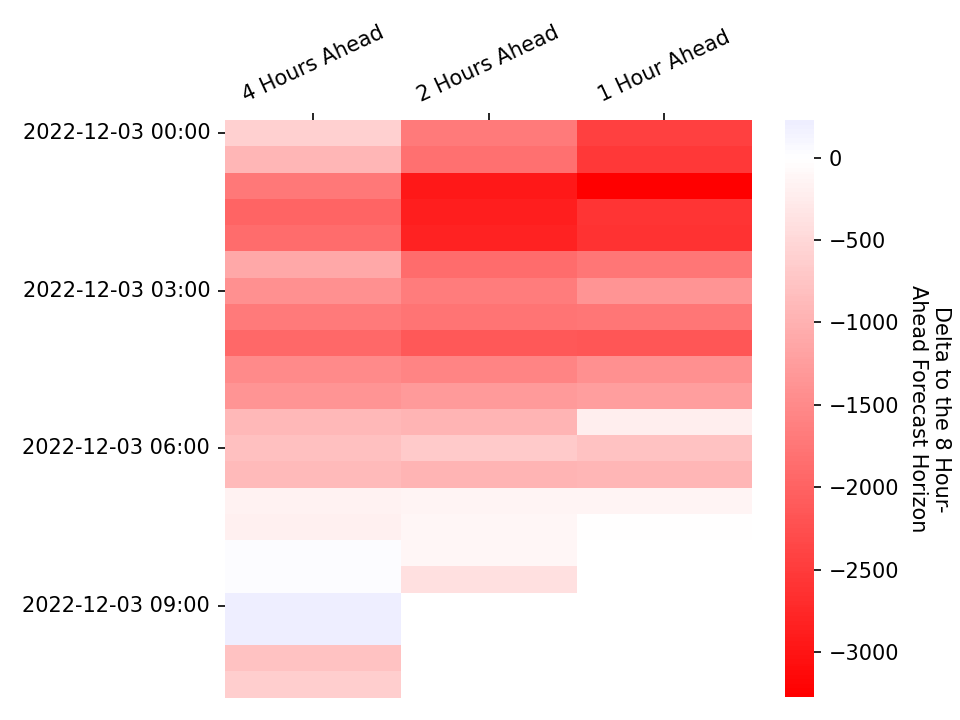 4 Hours Ahead
2 Hours Ahead
1 Hour Ahead
2022-12-03 00:00
2022-12-03 03:00
2022-12-03 06:00
2022-12-03 09:00
0
−500
−1000
−1500
−2000
−2500
−3000
Delta to the 8 Hour-
Ahead Forecast Horizon